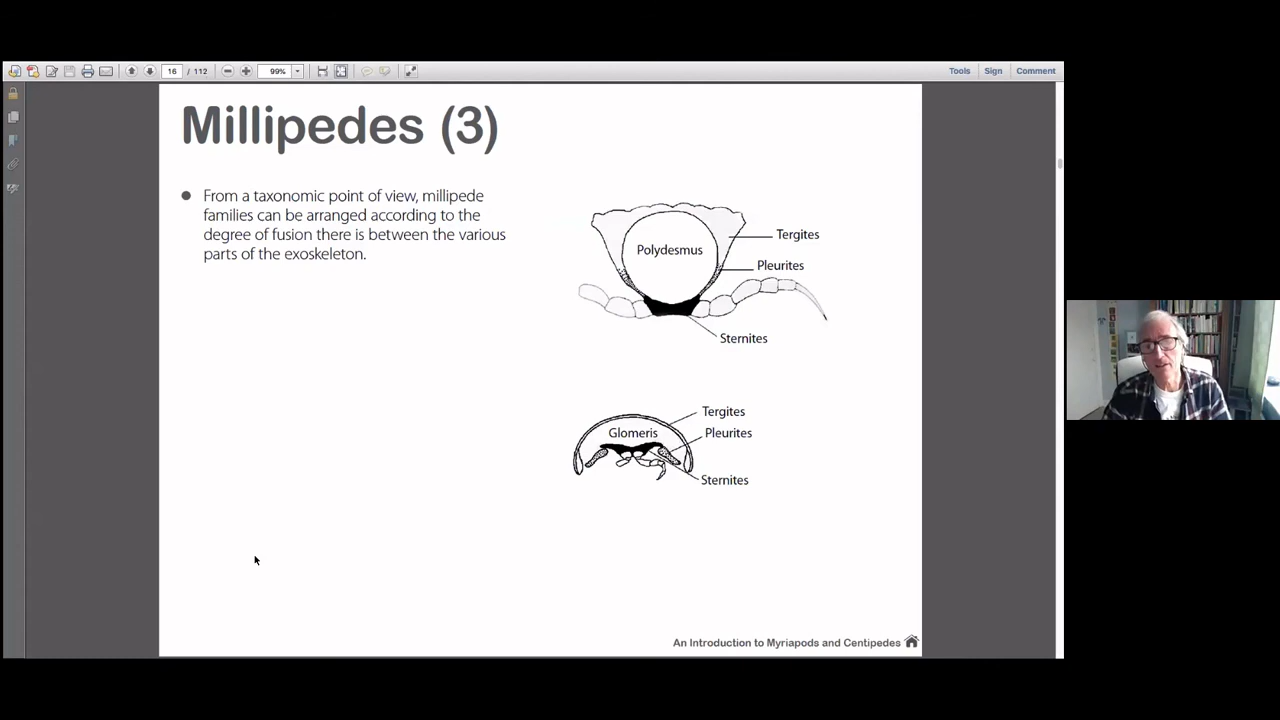 16 / 112
99%
Tools Sign Comment
Millipedes (3)
From a taxonomic point of view, millipede
families can be arranged according to the
degree of fusion there is between the various
parts of the exoskeleton.
Polydesmus
Tergites
Pleurites
Sternites
Glomeris
Tergites
Pleurites
Sternites
An Introduction to Myriapods and Centipedes